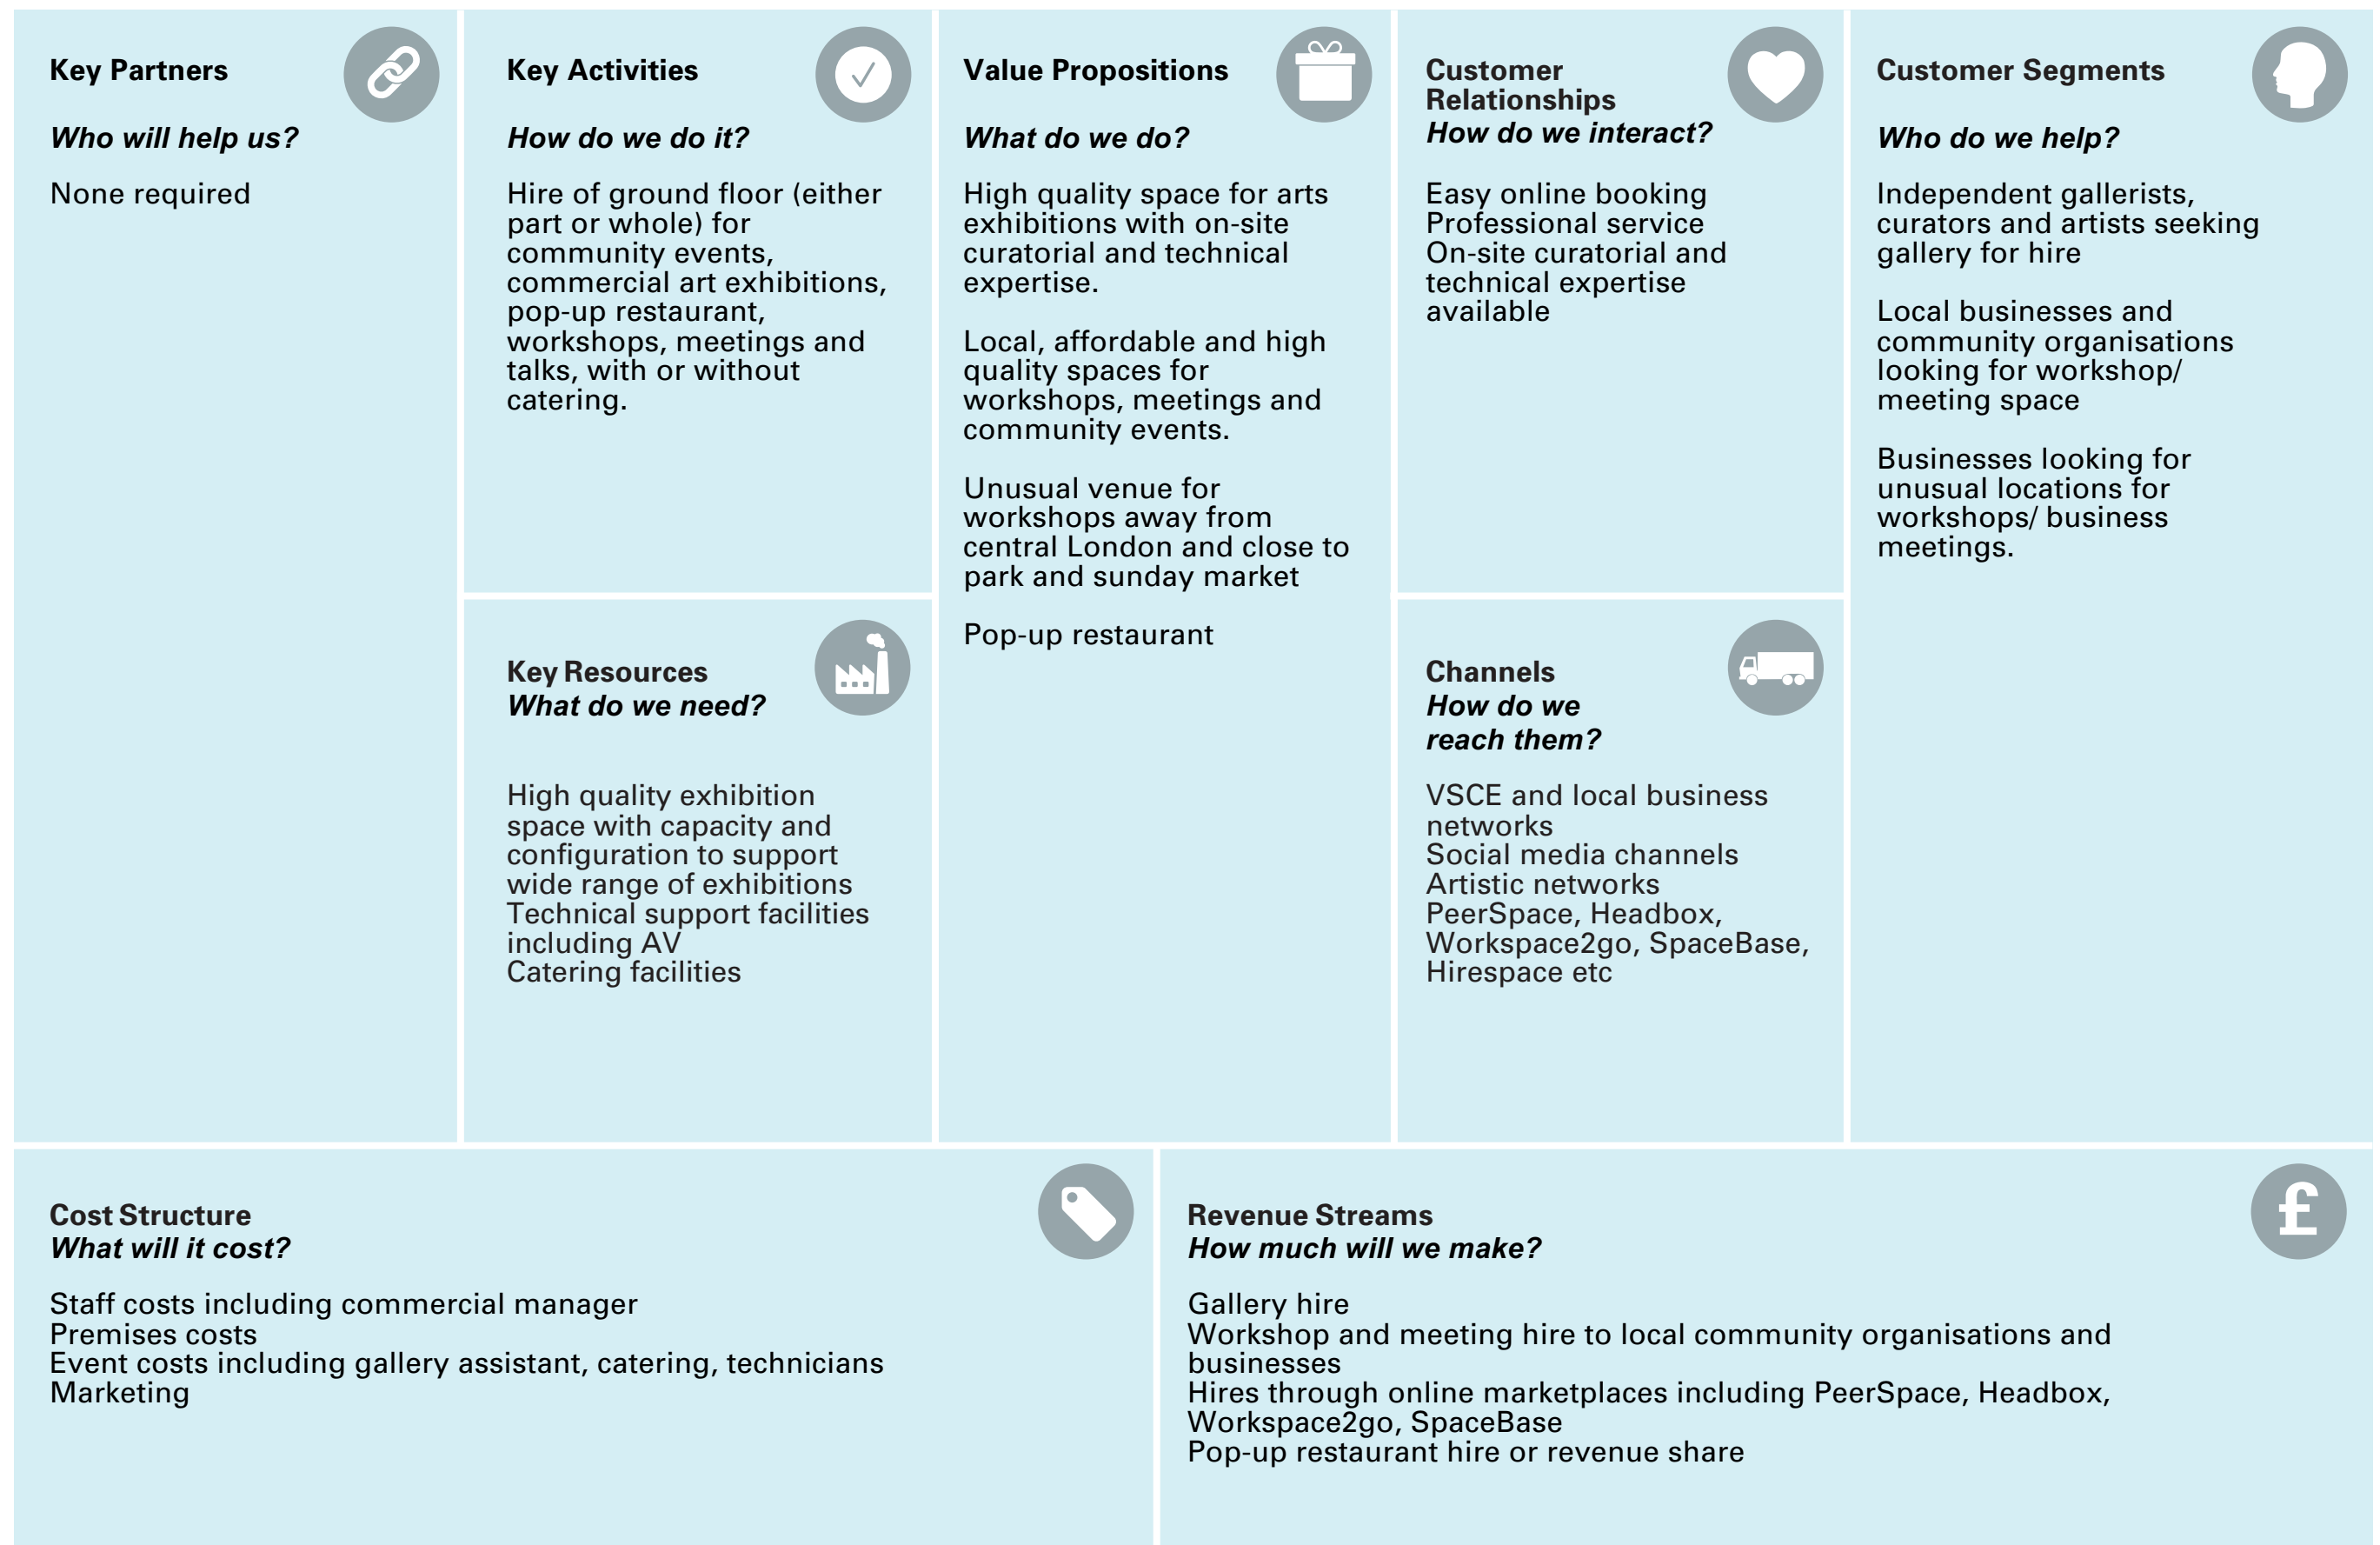 Key Partners
Who will help us?
None required
Key Activities
How do we do it?
Hire of ground floor (either
part or whole) for
community events,
commercial art exhibitions,
pop-up restaurant,
workshops, meetings and
talks, with or without
catering.
Key Resources
What do we need?
High quality exhibition
space with capacity and
configuration to support
wide range of exhibitions
Technical support facilities
including AV
Catering facilities
Value Propositions
What do we do?
High quality space for arts
exhibitions with on-site
curatorial and technical
expertise.
Local, affordable and high
quality spaces for
workshops, meetings and
community events.
Unusual venue for
workshops away from
central London and close to
park and sunday market
Pop-up restaurant
Customer
Relationships
How do we interact?
Easy online booking
Professional service
On-site curatorial and
technical expertise
available
Channels
How do we
reach them?
VSCE and local business
networks
Social media channels
Artistic networks
PeerSpace, Headbox,
Workspace2go, SpaceBase,
Hirespace etc
Customer Segments
Who do we help?
Independent gallerists,
curators and artists seeking
gallery for hire
Local businesses and
community organisations
looking for workshop/
meeting space
Businesses looking for
unusual locations for
workshops/ business
meetings.
Cost Structure
What will it cost?
Staff costs including commercial manager
Premises costs
Event costs including gallery assistant, catering, technicians
Marketing
Revenue Streams
How much will we make?
£
Gallery hire
Workshop and meeting hire to local community organisations and
businesses
Hires through online marketplaces including PeerSpace, Headbox,
Workspace2go, SpaceBase
Pop-up restaurant hire or revenue share